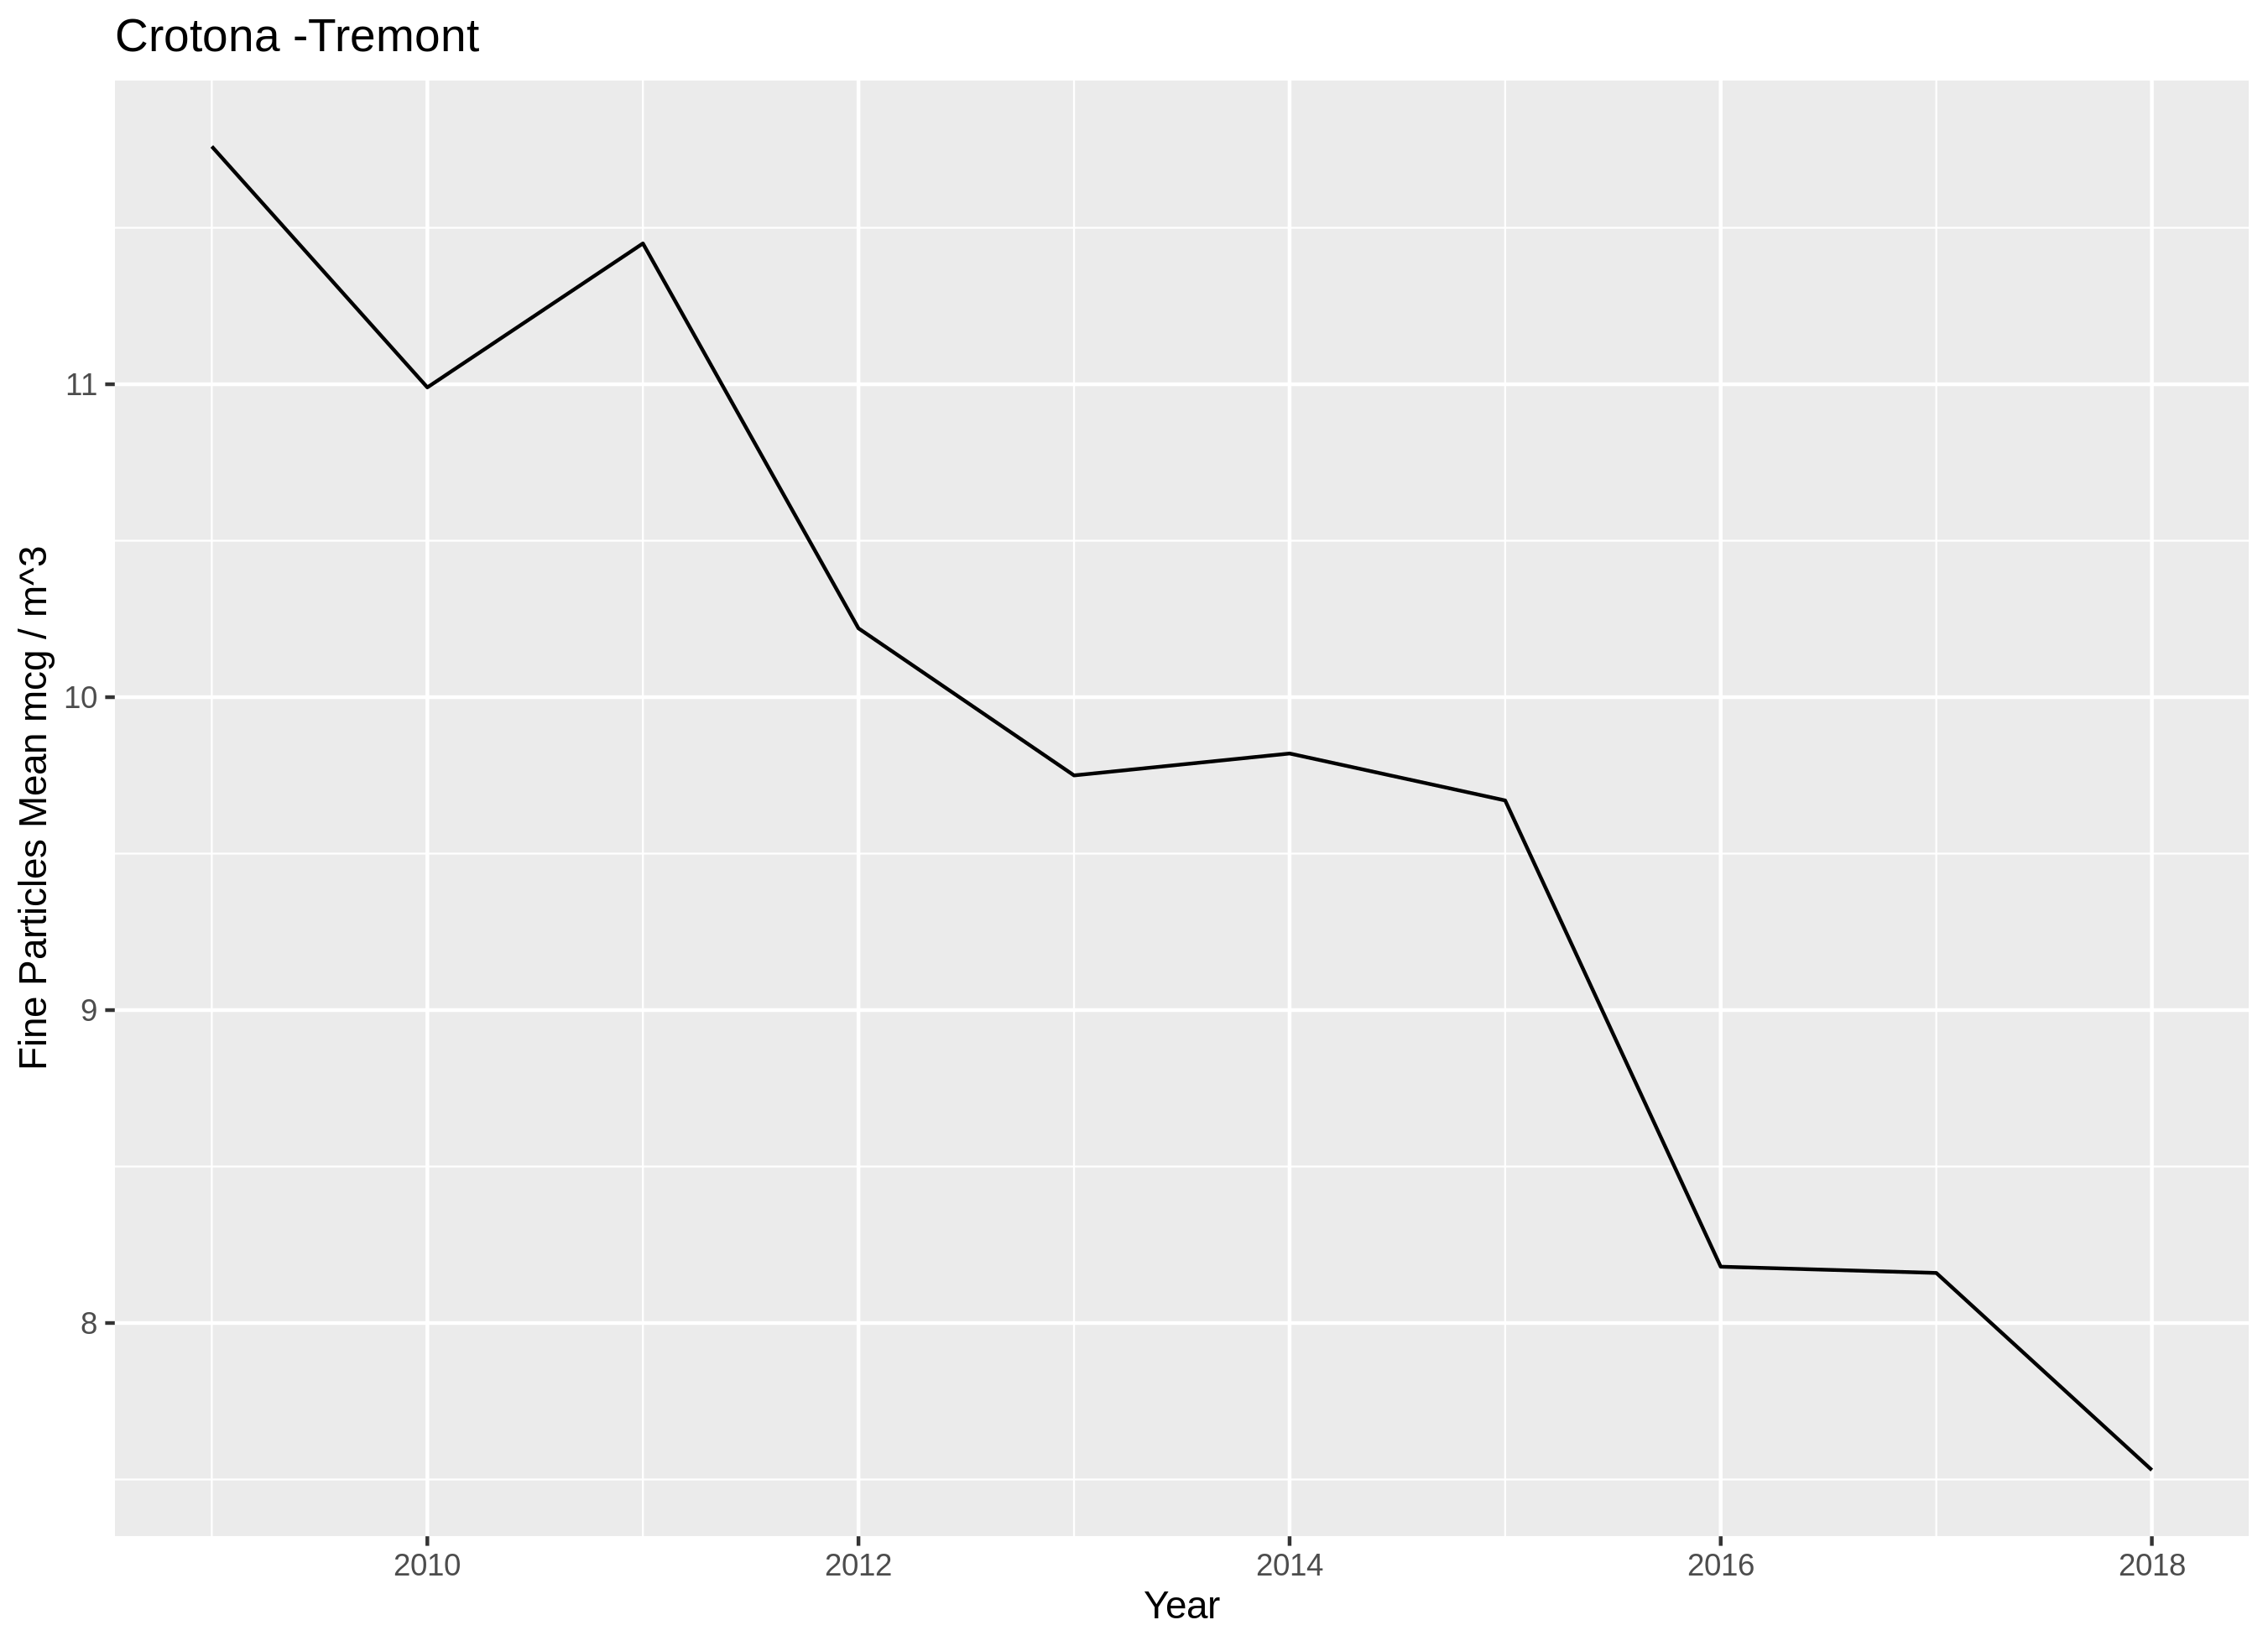 Crotona -Tremont
Fine Particles Mean mcg / m^3
11
10
9
8
2010 2012 2014 2016 2018
Year